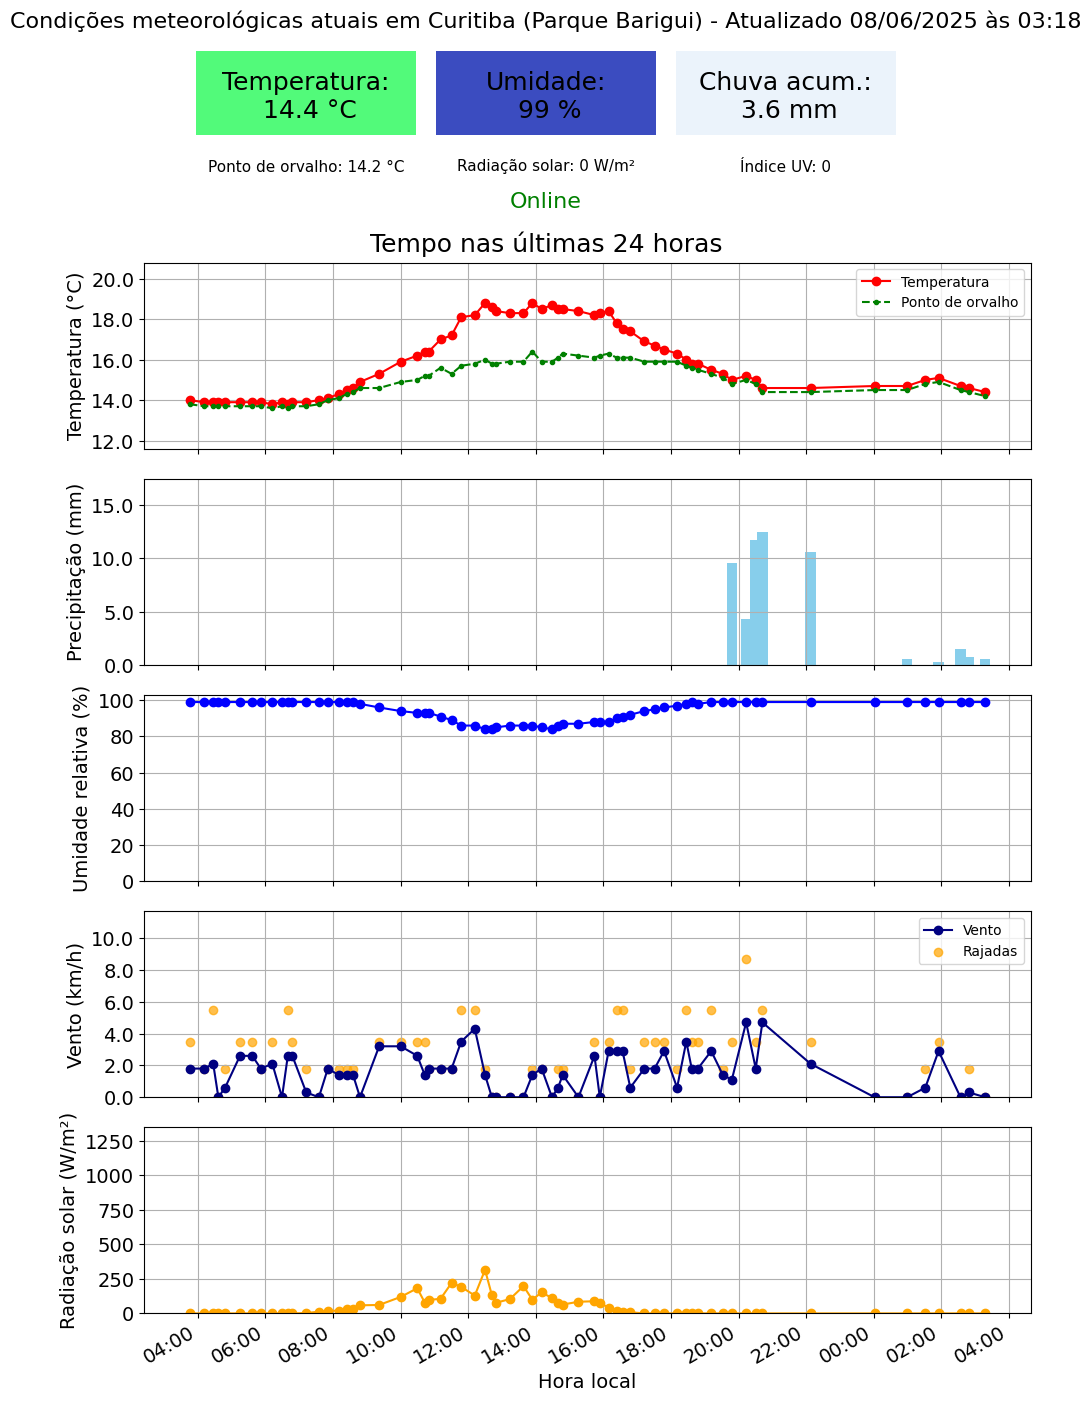 Condições meteorológicas atuais em Curitiba (Parque Barigui) - Atualizado 08/06/2025 às 03:18
Temperatura:
14.4 °C
Umidade:
99 %
Chuva acum.:
3.6 mm
Ponto de orvalho: 14.2 °C
Radiação solar: 0 W/m²
Índice UV: 0
Online
Tempo nas últimas 24 horas
Temperatura (°C)
20.0
18.0
16.0
14.0
12.0
Temperatura
Ponto de orvalho
Precipitação (mm)
15.0
10.0
5.0
0.0
Umidade relativa (%)
100
80
60
40
20
0
Vento (km/h)
10.0
8.0
6.0
4.0
2.0
0.0
Vento
Rajadas
Radiação solar (W/m²)
1250
1000
750
500
250
0
04:00
06:00
08:00
10:00
12:00
14:00
16:00
18:00
20:00
22:00
00:00
02:00
04:00
Hora local